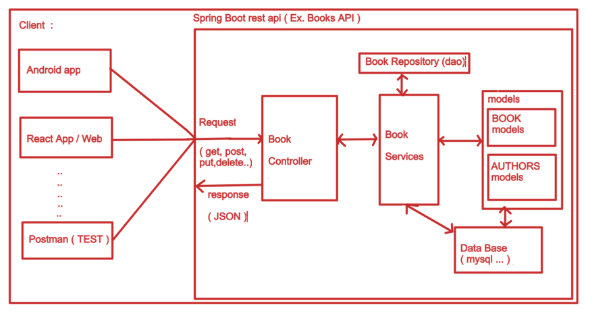 Spring Boot rest api ( Ex. Books API )
Client :
Android app
React App / Web
..
..
..
..
..
Postman ( TEST )
Request
( get, post,
put,delete..)
response
( JSON )
Book
Controller
Book Repository (dao)
Book
Services
models
BOOK
models
AUTHORS
models
Data Base
( mysql ... )